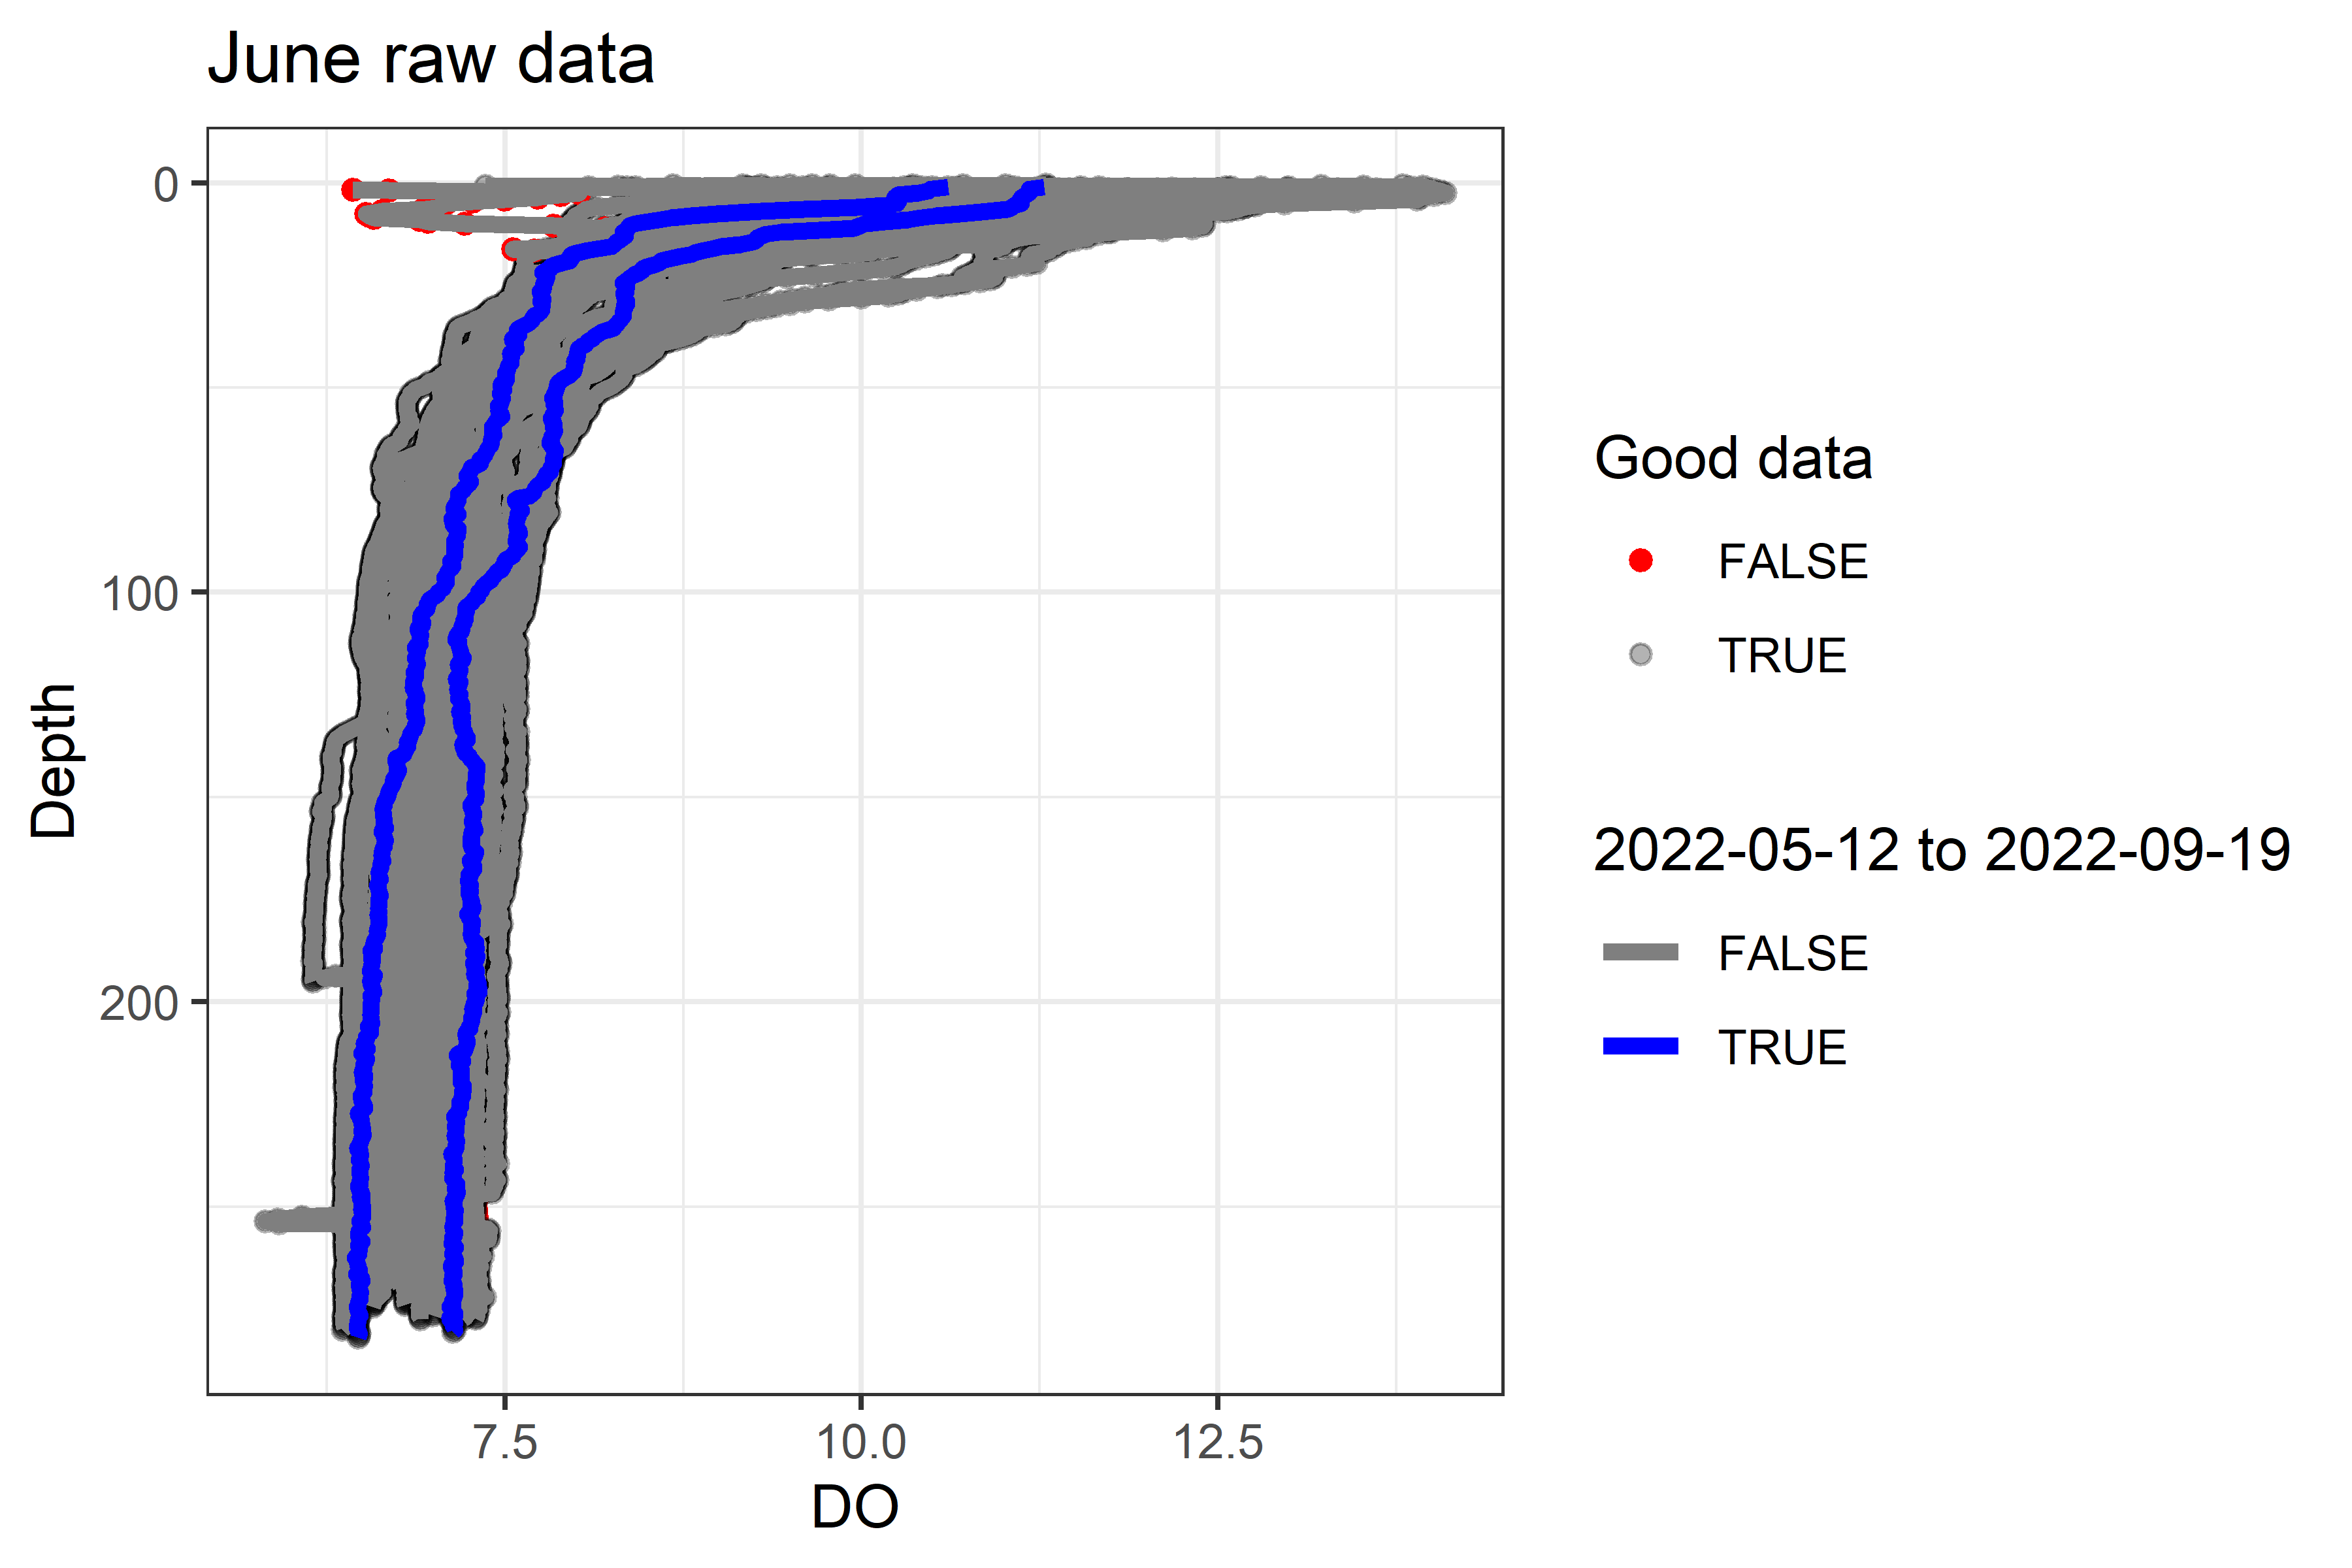 June raw data
0
100
200
Depth
7.5 10.0 12.5
DO
Good data
FALSE
TRUE
2022-05-12 to 2022-09-19
FALSE
TRUE